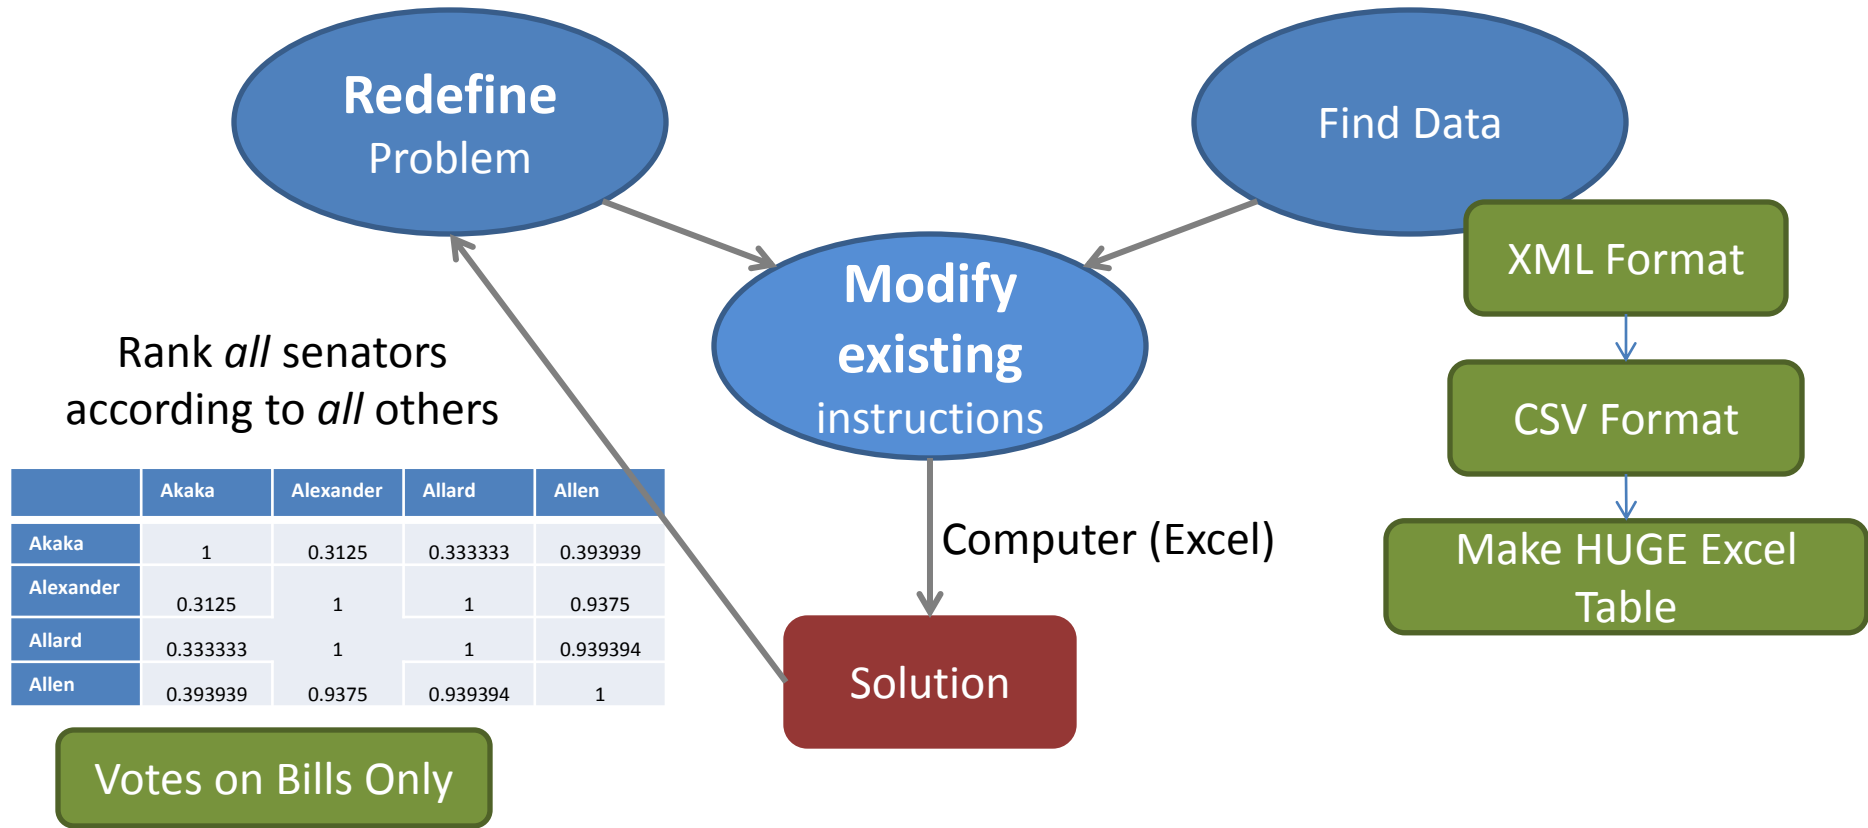 Redefine
Problem
Find Data
XML Format
Modify
existing
instructions
Rank all senators
according to all others
CSV Format
Akaka Alexander Allard Allen
Akaka 1 0.3125 0.333333 0.393939
Alexander 0.3125 1 1 0.9375
Allard 0.333333 1 1 0.939394
Allen 0.393939 0.9375 0.939394 1
Computer (Excel)
Make HUGE Excel
Table
Solution
Votes on Bills Only